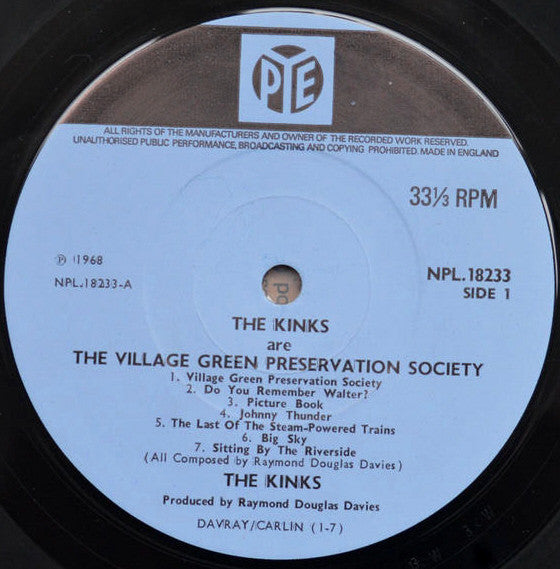 PYE
ALL RIGHTS OF THE MANUFACTURERS AND OWNER OF THE RECORDED WORK RESERVED.
UNAUTHORISED PUBLIC PERFORMANCE, BROADCASTING AND COPYING PROHIBITED. MADE IN ENGLAND
33⅓ RPM
℗ 1968
NPL.18233-A
NPL.18233
SIDE 1
THE KINKS
are
THE VILLAGE GREEN PRESERVATION SOCIETY
1. Village Green Preservation Society
2. Do You Remember Walter?
3. Picture Book
4. Johnny Thunder
5. The Last Of The Steam-Powered Trains
6. Big Sky
7. Sitting By The Riverside
(All Composed by Raymond Douglas Davies)
THE KINKS
Produced by Raymond Douglas Davies
DAVRAY/CARLIN (1-7)